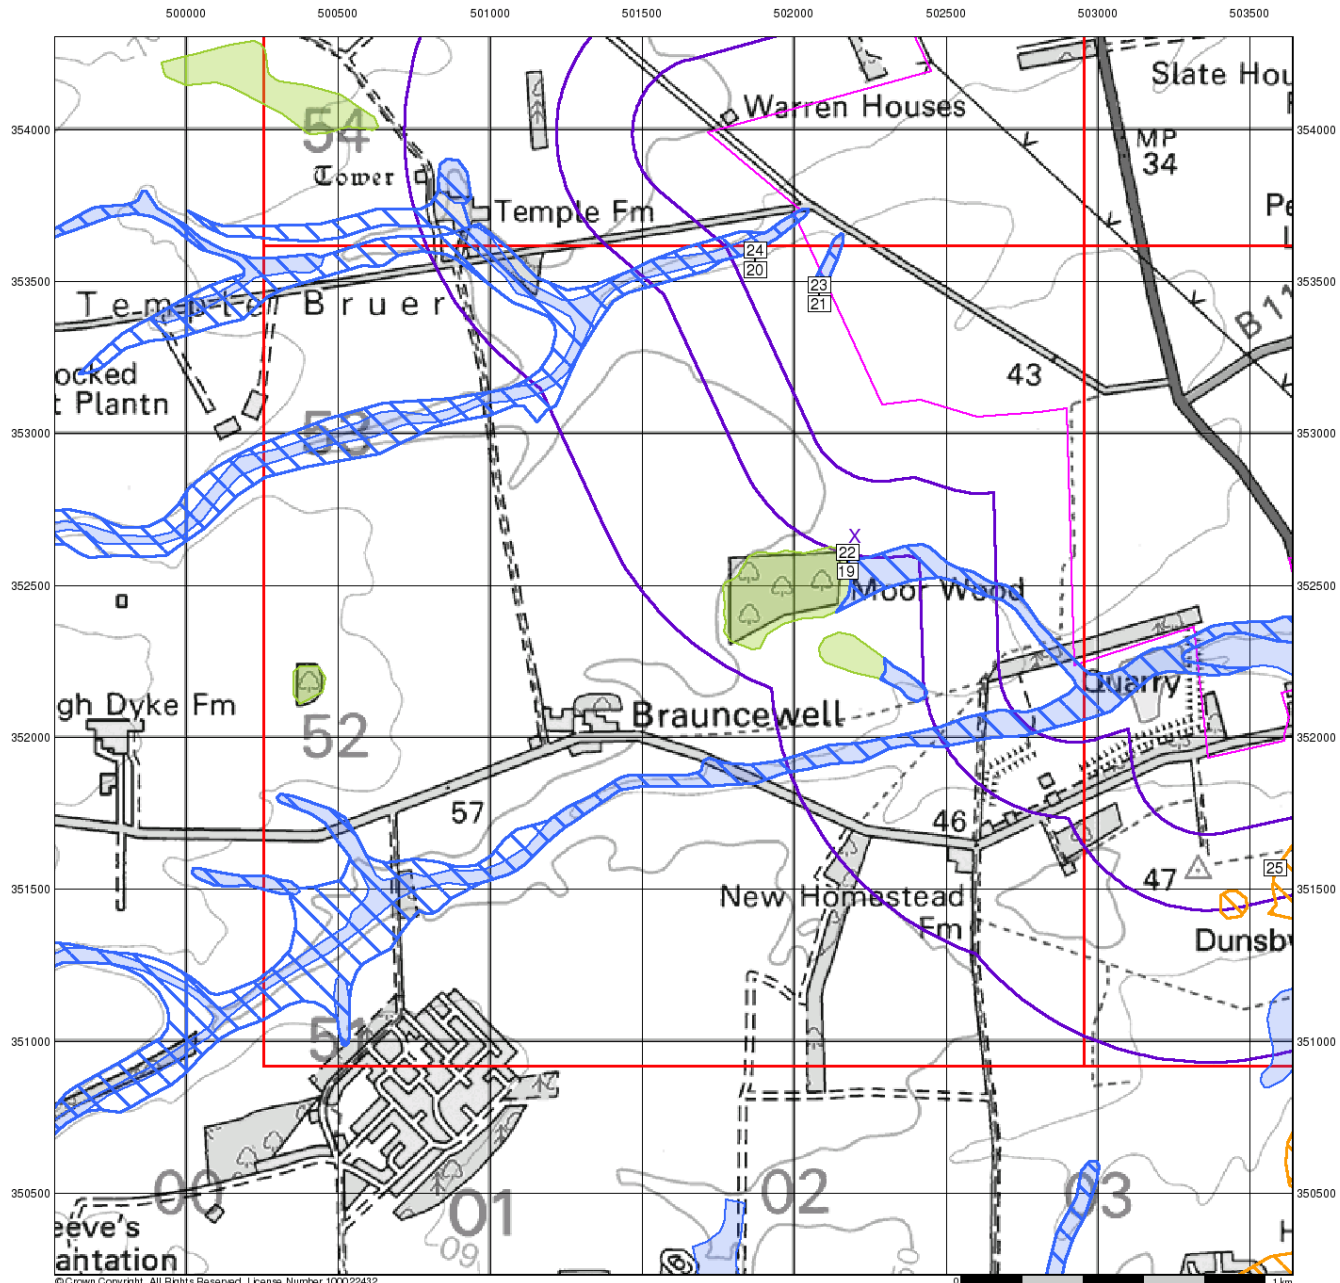 500000 500500 501000 501500 502000 502500 503000 503500
354000 354000
353500 353500
353000 353000
352500 352500
352000 352000
351500 351500
351000 351000
350500 350500
54
Slate Hou
Warren Houses
MP
34
Tower
Temple Fm
Pe
24
20
23
21
Temple Bruer
B 11
ocked
t Plantn
43
53
X
22
19
Moor Wood
gh Dyke Fm
Quarry
52
Brauncewell
57
46
47
25
New Homestead
Fm
Dunsb
51
00
01
02
03
eeve's
antation
09
H
© Crown Copyright. All Rights Reserved. License Number 100022432
0
1 km